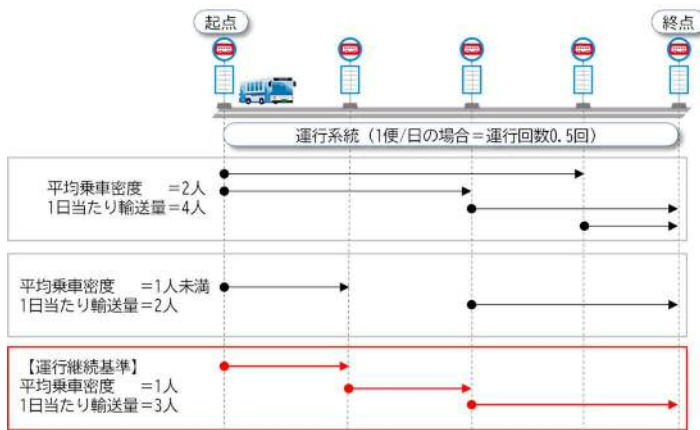 起点
終点
運行系統（1便/日の場合＝運行回数0.5回）
平均乗車密度　＝2人
1日当たり輸送量＝4人
平均乗車密度　＝1人未満
1日当たり輸送量＝2人
【運行継続基準】
平均乗車密度　＝1人
1日当たり輸送量＝3人